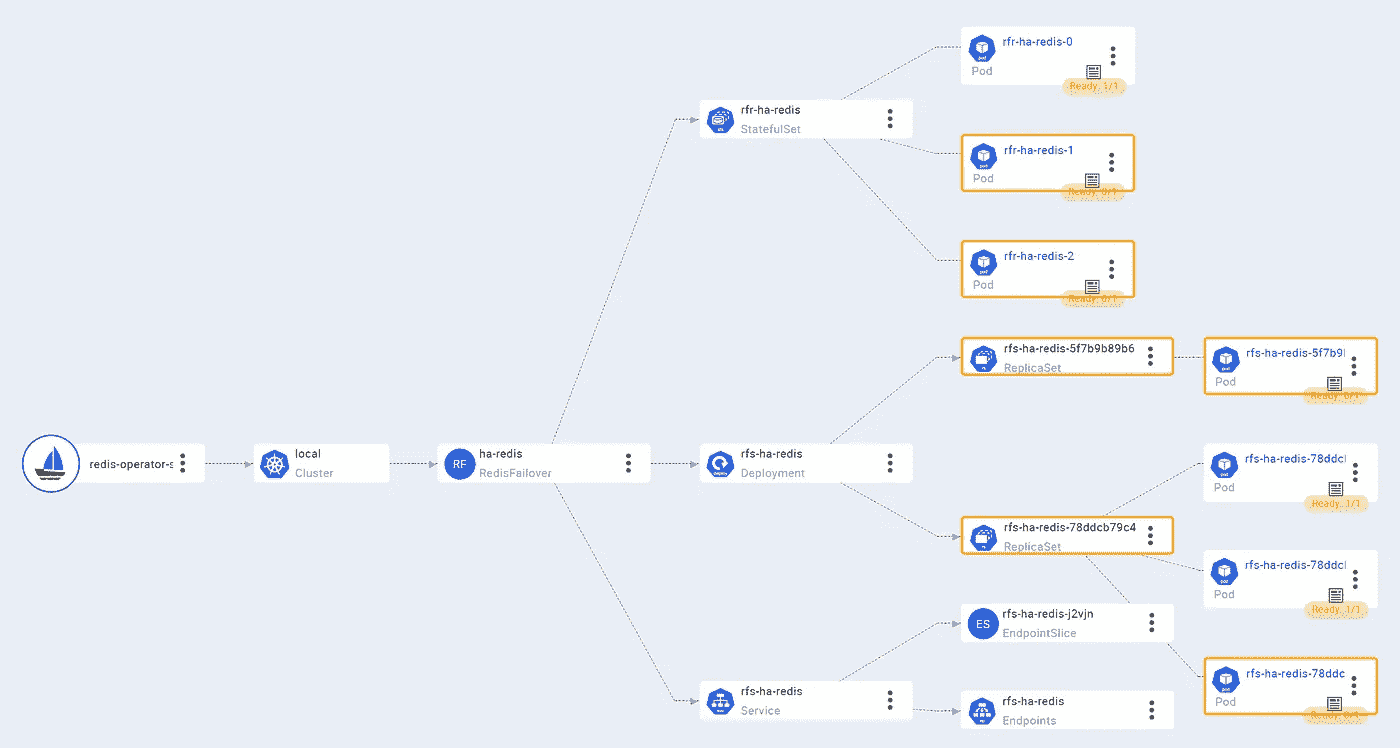 rfr-ha-redis-0
Pod
Ready: 1/1
rfr-ha-redis
StatefulSet
rfr-ha-redis-1
Pod
Ready: 0/1
rfr-ha-redis-2
Pod
Ready: 0/1
rfs-ha-redis-5f7b9b89b6
ReplicaSet
rfs-ha-redis-5f7b9
Pod
Ready: 0/1
redis-operator-s
local
Cluster
RF
ha-redis
RedisFailover
rfs-ha-redis
Deployment
rfs-ha-redis-78ddcl
Pod
Ready: 1/1
rfs-ha-redis-78ddcb79c4
ReplicaSet
rfs-ha-redis-78ddcl
Pod
Ready: 1/1
ES
rfs-ha-redis-j2vjn
EndpointSlice
rfs-ha-redis-78ddc
Pod
Ready: 0/1
rfs-ha-redis
Service
rfs-ha-redis
Endpoints